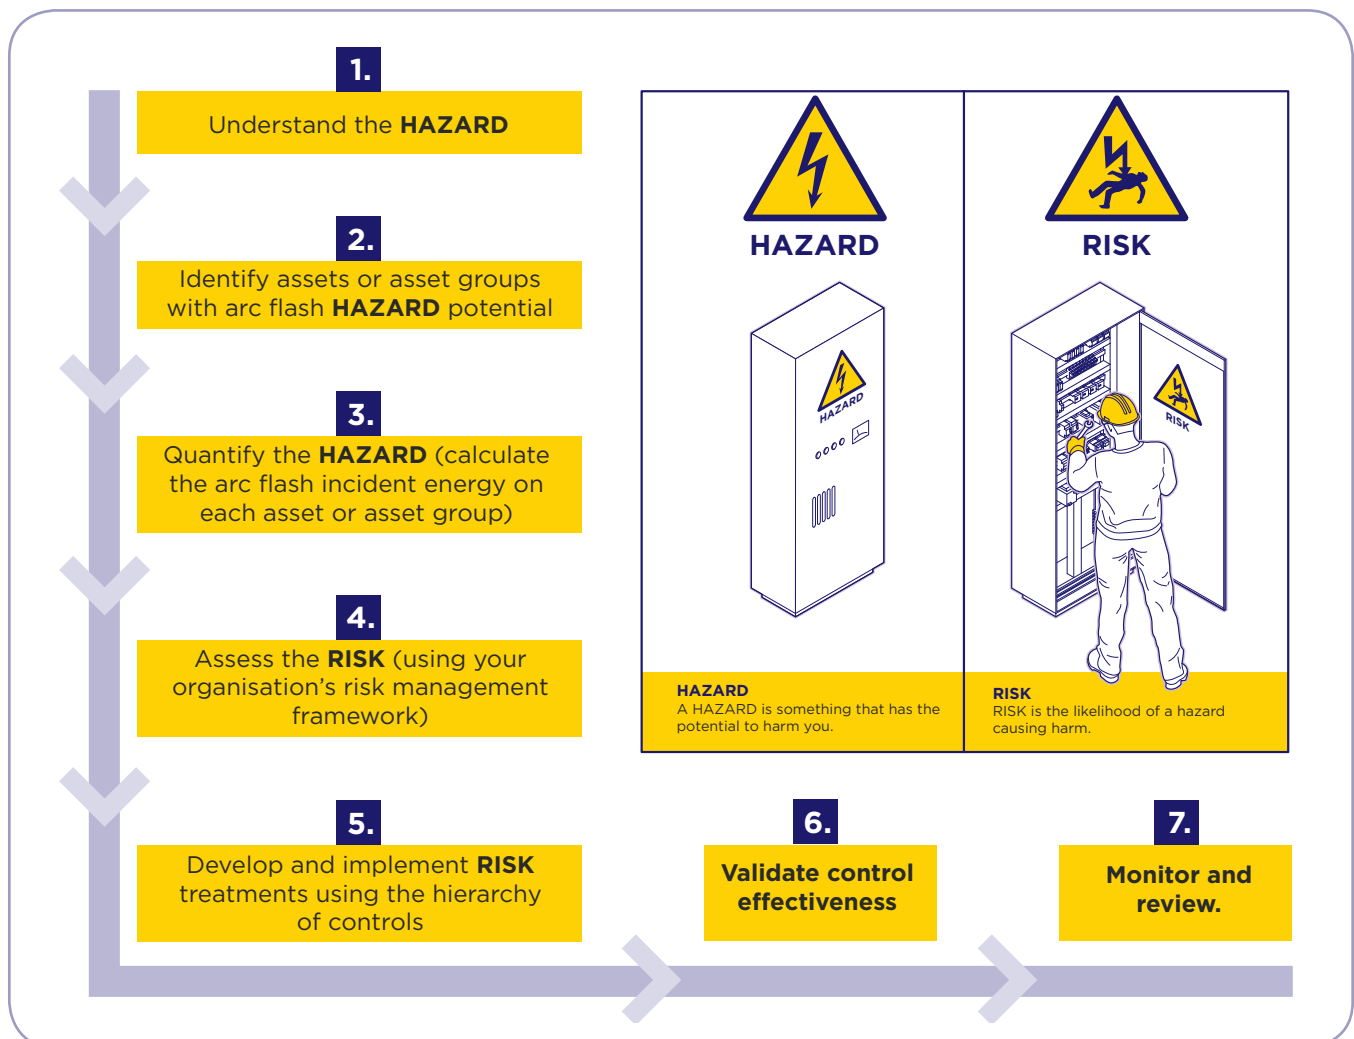 1.
Understand the HAZARD
2.
Identify assets or asset groups
with arc flash HAZARD potential
3.
Quantify the HAZARD (calculate
the arc flash incident energy on
each asset or asset group)
4.
Assess the RISK (using your
organisation’s risk management
framework)
5.
Develop and implement RISK
treatments using the hierarchy
of controls
6.
Validate control
effectiveness
7.
Monitor and
review.
HAZARD
HAZARD
HAZARD
A HAZARD is something that has the
potential to harm you.
RISK
RISK
RISK
RISK is the likelihood of a hazard
causing harm.